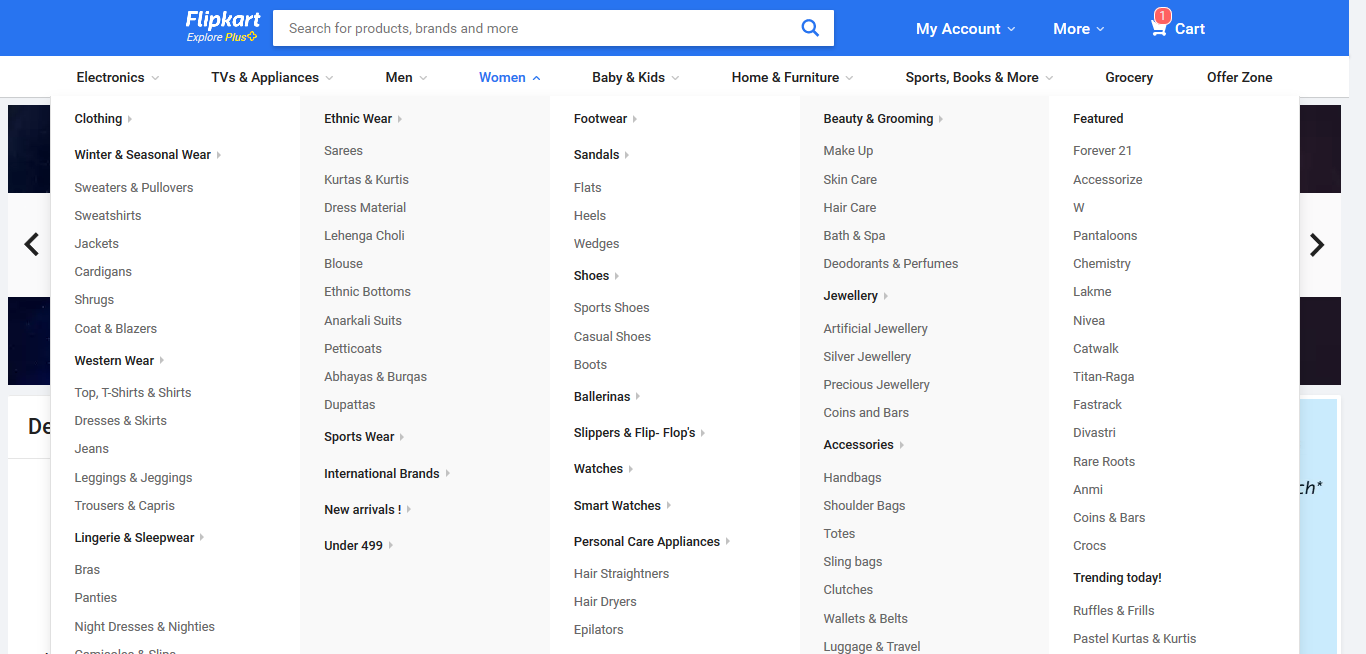 Flipkart
Explore Plus
Search for products, brands and more
My Account
More
1
Cart
Electronics
TVs & Appliances
Men
Women
Baby & Kids
Home & Furniture
Sports, Books & More
Grocery
Offer Zone
Clothing
Winter & Seasonal Wear
Sweaters & Pullovers
Sweatshirts
Jackets
Cardigans
Shrugs
Coat & Blazers
Western Wear
Top, T-Shirts & Shirts
Dresses & Skirts
Jeans
Leggings & Jeggings
Trousers & Capris
Lingerie & Sleepwear
Bras
Panties
Night Dresses & Nighties
Ethnic Wear
Sarees
Kurtas & Kurtis
Dress Material
Lehenga Choli
Blouse
Ethnic Bottoms
Anarkali Suits
Petticoats
Abhayas & Burqas
Dupattas
Sports Wear
International Brands
New arrivals !
Under 499
Footwear
Sandals
Flats
Heels
Wedges
Shoes
Sports Shoes
Casual Shoes
Boots
Ballerinas
Slippers & Flip- Flop's
Watches
Smart Watches
Personal Care Appliances
Hair Straightners
Hair Dryers
Epilators
Beauty & Grooming
Make Up
Skin Care
Hair Care
Bath & Spa
Deodorants & Perfumes
Jewellery
Artificial Jewellery
Silver Jewellery
Precious Jewellery
Coins and Bars
Accessories
Handbags
Shoulder Bags
Totes
Sling bags
Clutches
Wallets & Belts
Luggage & Travel
Featured
Forever 21
Accessorize
W
Pantaloons
Chemistry
Lakme
Nivea
Catwalk
Titan-Raga
Fastrack
Divastri
Rare Roots
Anmi
Coins & Bars
Crocs
Trending today!
Ruffles & Frills
Pastel Kurtas & Kurtis
De
ch*